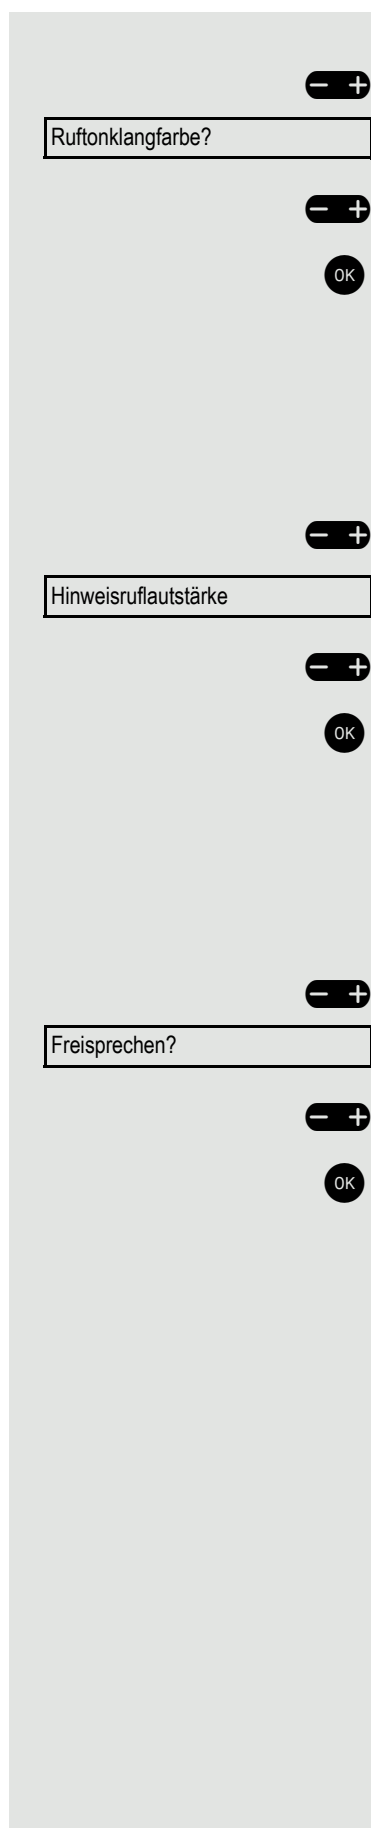 − +
Ruftonklangfarbe?
− +
OK
− +
Hinweisruflautstärke
− +
OK
− +
Freisprechen?
− +
OK